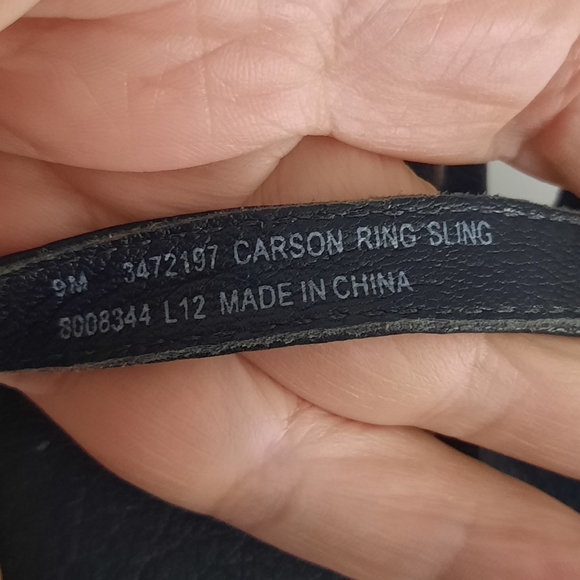 9M 3472197 CARSON RING SLING
8008344 L12 MADE IN CHINA